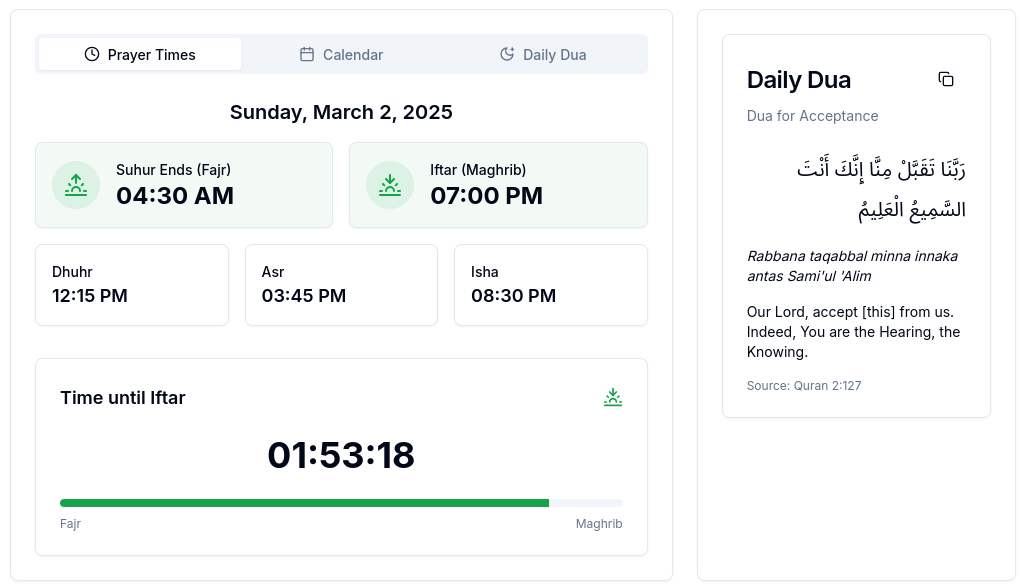 Prayer Times
Calendar
Daily Dua
Sunday, March 2, 2025
Suhur Ends (Fajr)
04:30 AM
Iftar (Maghrib)
07:00 PM
Dhuhr
12:15 PM
Asr
03:45 PM
Isha
08:30 PM
Time until Iftar
01:53:18
Fajr
Maghrib
Daily Dua
Dua for Acceptance
رَبَّنَا تَقَبَّلْ مِنَّا إِنَّكَ أَنْتَ
السَّمِيعُ الْعَلِيمُ
Rabbana taqabbal minna innaka
antas Sami'ul 'Alim
Our Lord, accept [this] from us.
Indeed, You are the Hearing, the
Knowing.
Source: Quran 2:127